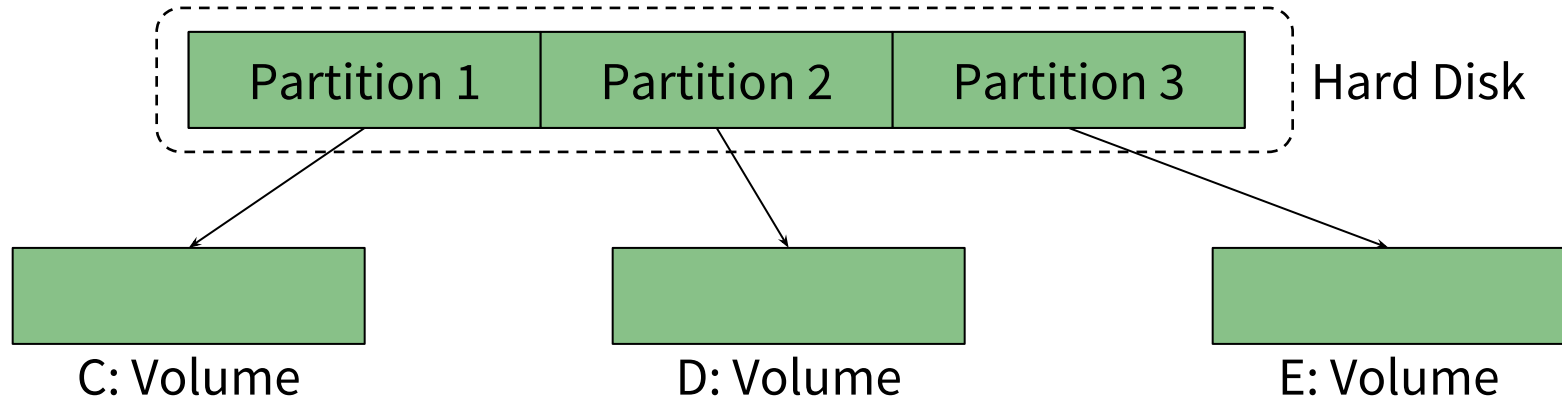 Partition 1
Partition 2
Partition 3
Hard Disk
C: Volume
D: Volume
E: Volume